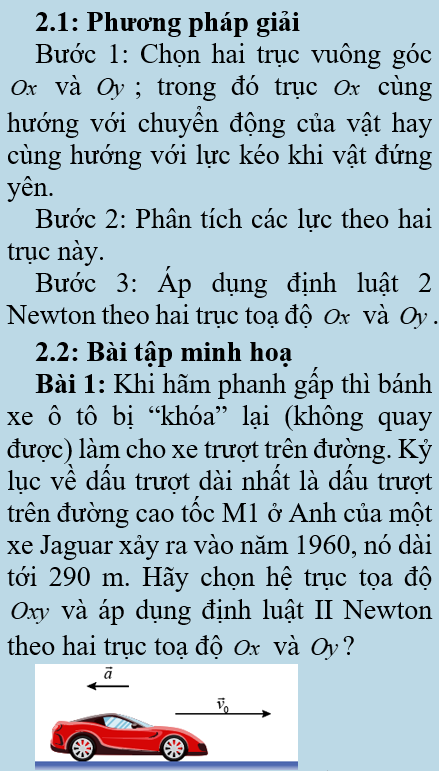 2.1: Phương pháp giải
Bước 1: Chọn hai trục vuông góc
Ox và Oy ; trong đó trục Ox cùng
hướng với chuyển động của vật hay
cùng hướng với lực kéo khi vật đứng
yên.
Bước 2: Phân tích các lực theo hai
trục này.
Bước 3: Áp dụng định luật 2
Newton theo hai trục toạ độ Ox và Oy .
2.2: Bài tập minh hoạ
Bài 1: Khi hãm phanh gấp thì bánh
xe ô tô bị “khóa” lại (không quay
được) làm cho xe trượt trên đường. Kỷ
lục về dấu trượt dài nhất là dấu trượt
trên đường cao tốc M1 ở Anh của một
xe Jaguar xảy ra vào năm 1960, nó dài
tới 290 m. Hãy chọn hệ trục tọa độ
Oxy và áp dụng định luật II Newton
theo hai trục toạ độ Ox và Oy ?
a⃗
v⃗₀